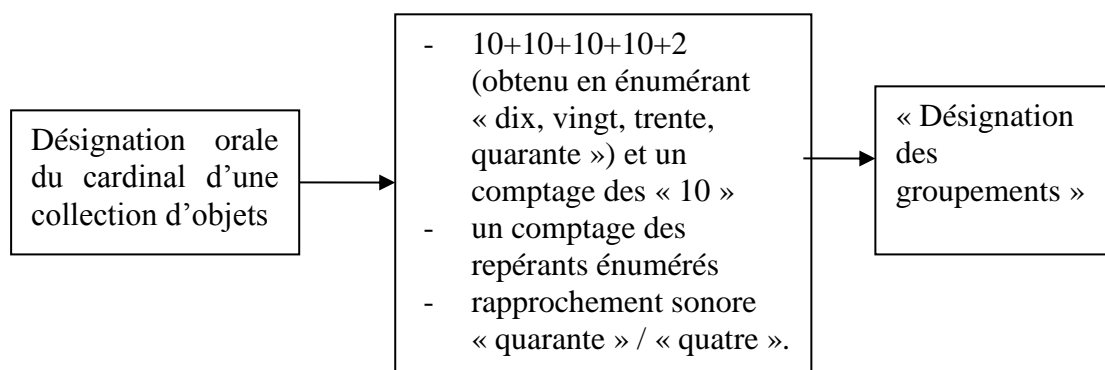 Désignation orale
du cardinal d’une
collection d’objets
- 10+10+10+10+2
(obtenu en énumérant
« dix, vingt, trente,
quarante ») et un
comptage des « 10 »
- un comptage des
repérants énumérés
- rapprochement sonore
« quarante » / « quatre ».
« Désignation
des
groupements »